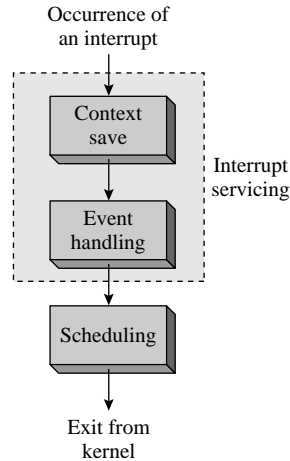 Occurrence of
an interrupt
Context
save
Interrupt
servicing
Event
handling
Scheduling
Exit from
kernel